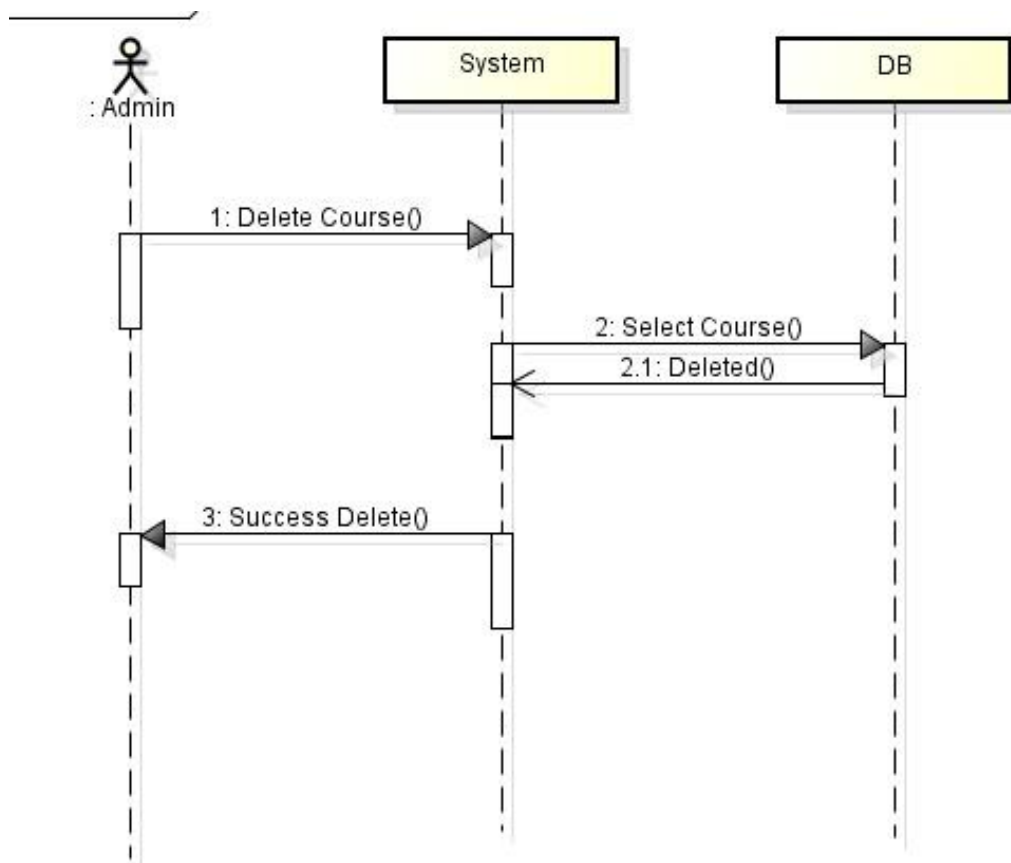 : Admin
System
DB
1: Delete Course()
2: Select Course()
2.1: Deleted()
3: Success Delete()